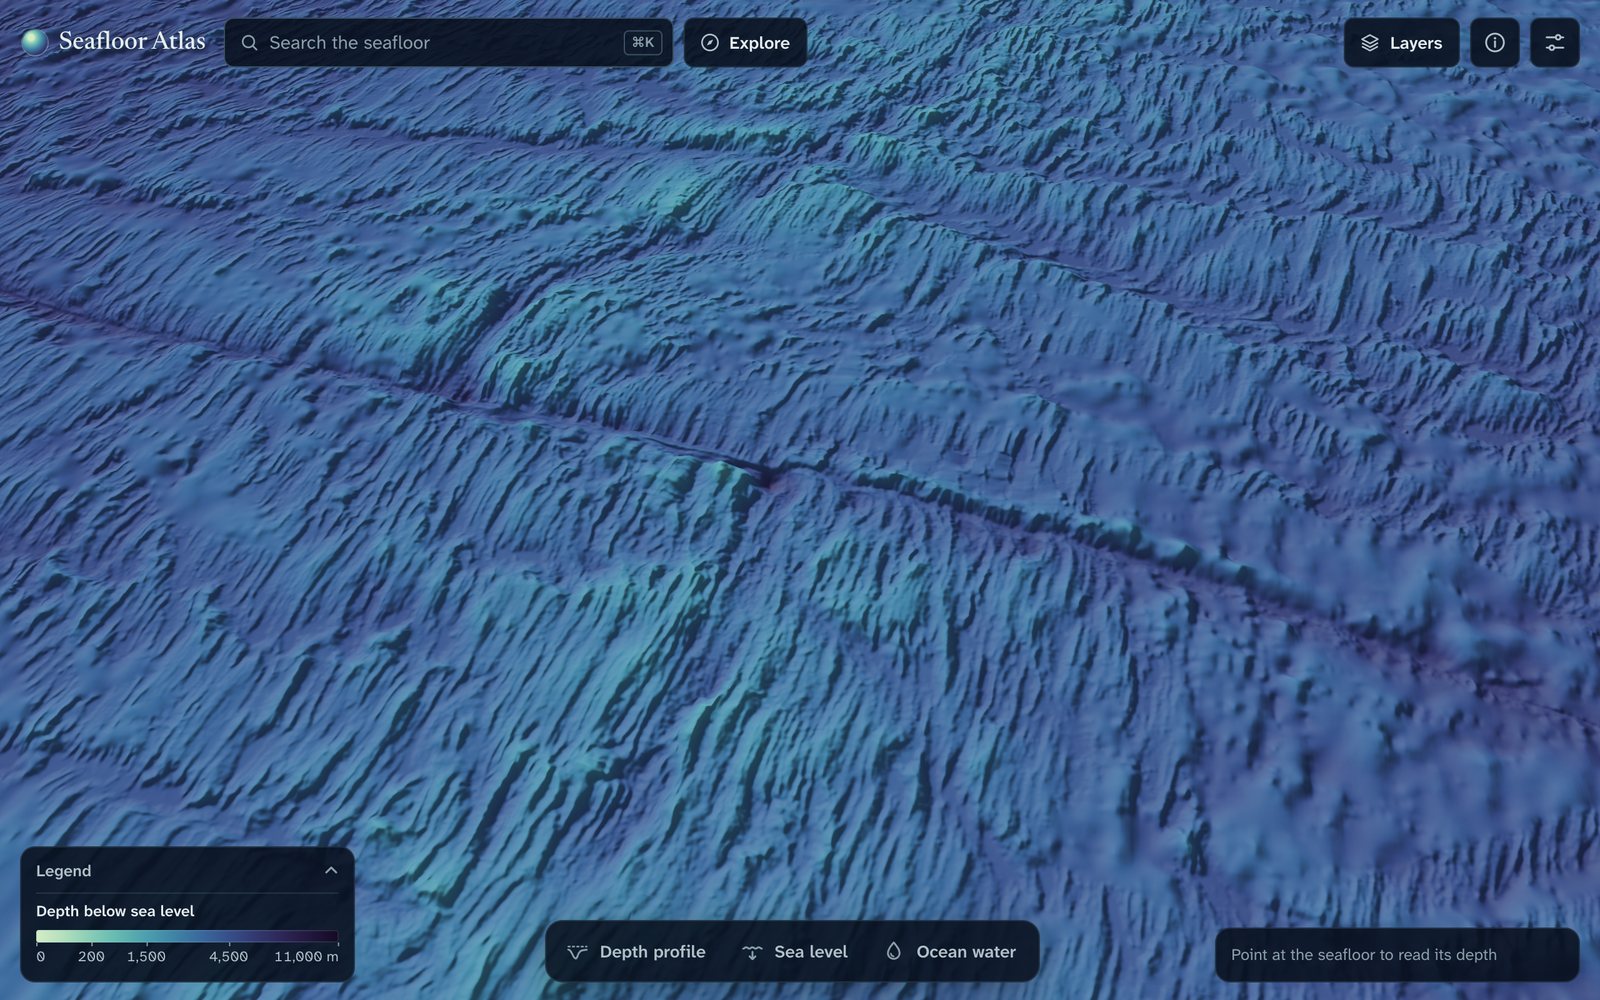 Seafloor Atlas
Search the seafloor
⌘K
Explore
Layers
Legend
Depth below sea level
0 200 1,500 4,500 11,000 m
Depth profile
Sea level
Ocean water
Point at the seafloor to read its depth